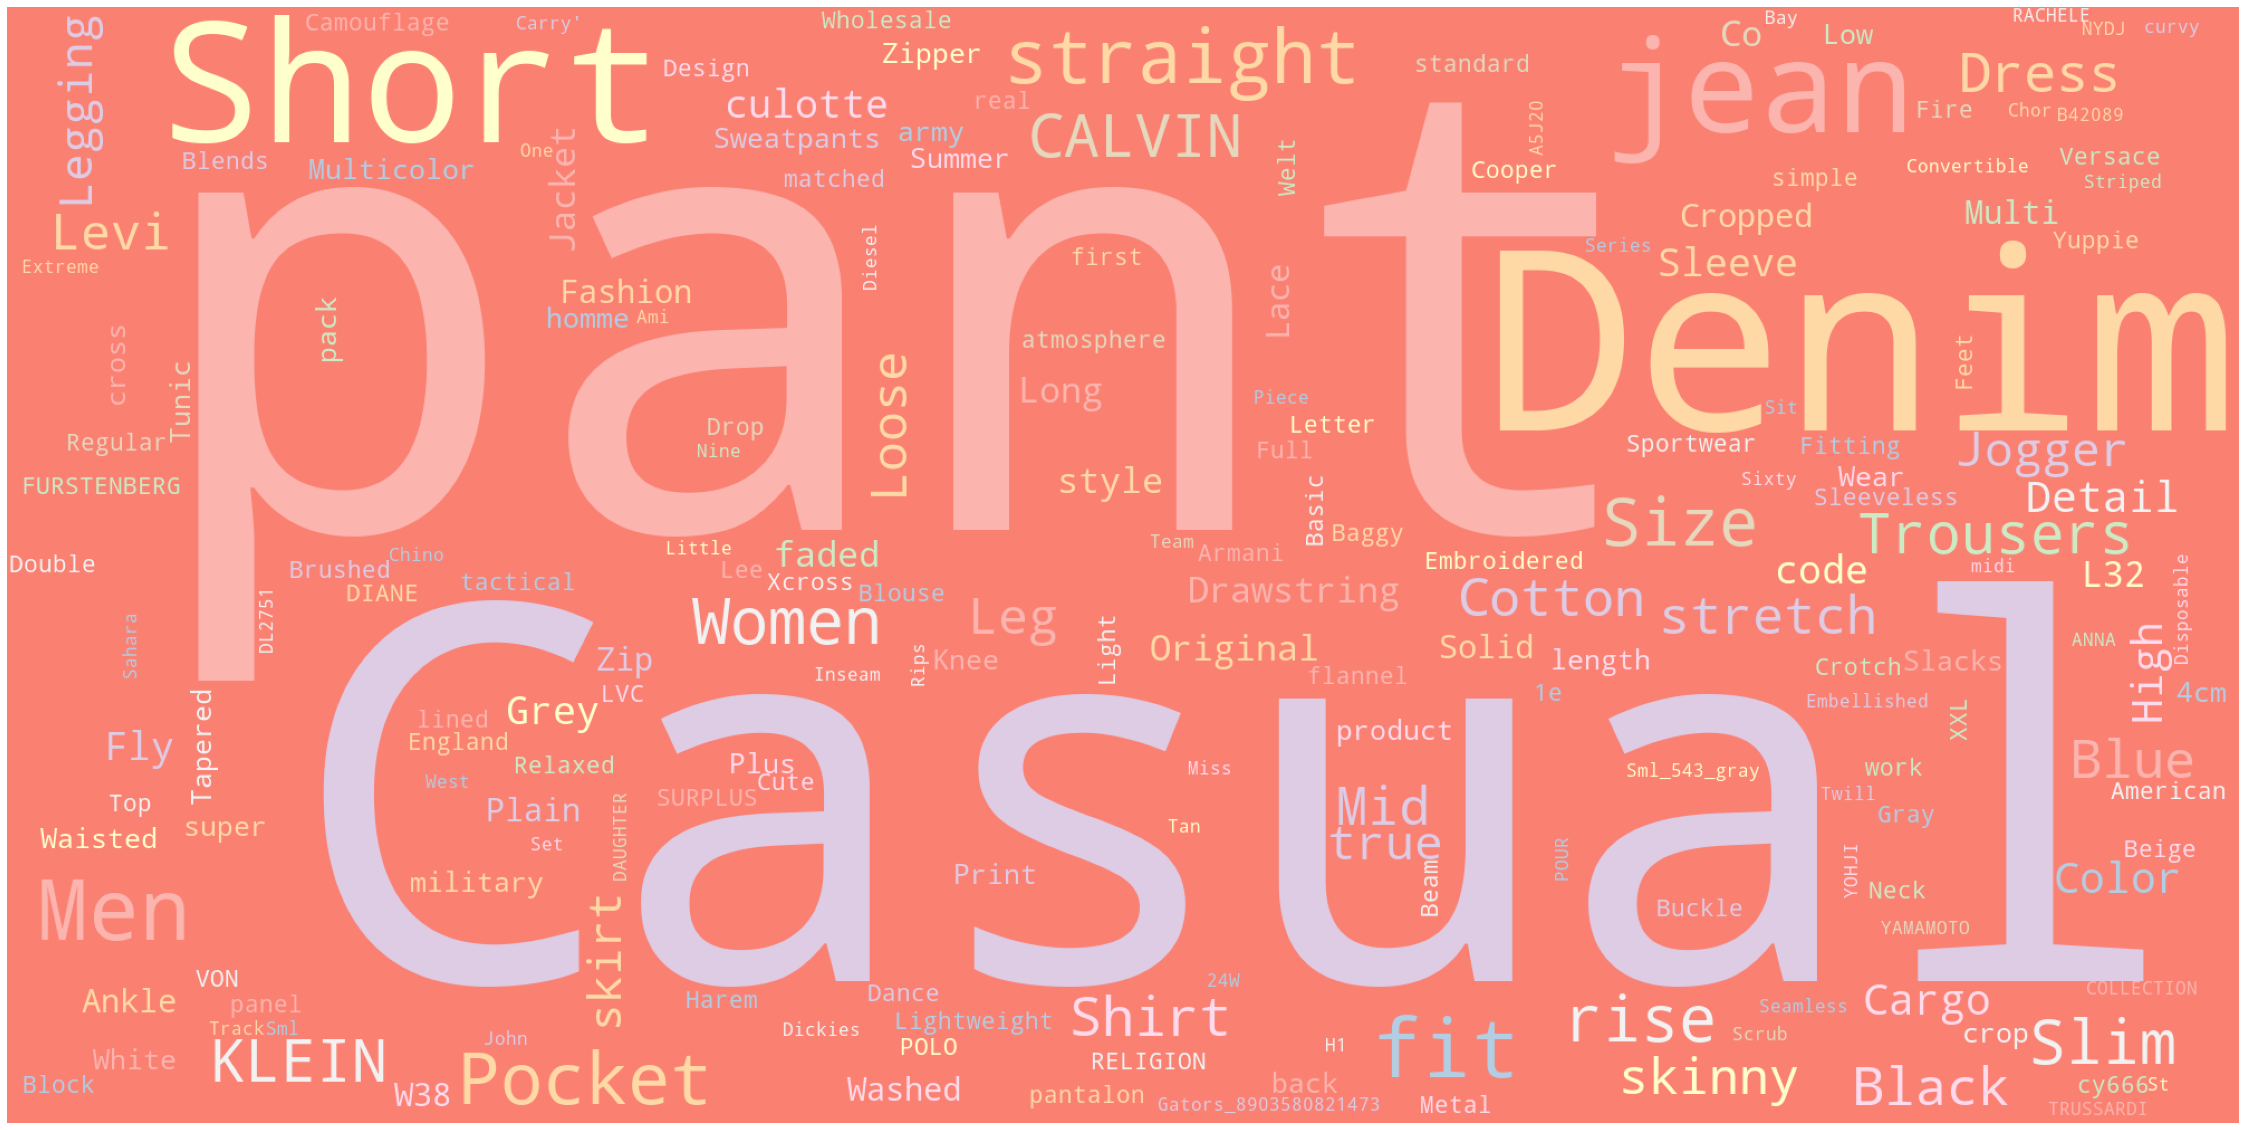 Legging
Short
Camouflage
Carry'
Wholesale
Zipper
straight
standard
Co
Bay
Low
RACHELE
NYDJ
curvy
Design
culotte
real
jean
Dress
Fire
Chor
B42089
Sweatpants
army
CALVIN
A5J20
Blends
Multicolor
One
Jacket
matched
Summer
Welt
Cooper
simple
Convertible
Versace
Striped
Levi
Extreme
pant
Cropped
Multi
Yuppie
Series
Sleeve
Denim
Fashion
homme
Ami
Diesel
first
atmosphere
Lace
cross
pack
Tunic
Loose
Long
Piece
Letter
Feet
Sit
Regular
Drop
Nine
style
Full
Basic
Baggy
Sportwear
Fitting
Jogger
FURSTENBERG
Sixty
Wear
Sleeveless
Detail
Size
Trousers
Double
Brushed
Chino
DIANE
tactical
Little
faded
Lee
Xcross
Blouse
Team
Armani
Drawstring
Embroidered
Cotton
code
stretch
midi
L32
Disposable
Sahara
DL2751
Women
Leg
Light
Original
Solid
length
Crotch
Slacks
ANNA
High
Zip
LVC
Inseam
Rips
Knee
flannel
1e
Embellished
XXL
4cm
Casual
Fly
Tapered
lined
Grey
England
Relaxed
Plus
Cute
product
Sml_543_gray
work
Blue
West
Miss
Twill
American
Top
super
Waisted
Plain
SURPLUS
Set
DAUGHTER
Tan
Mid
true
POUR
Gray
YOHJI
Beige
Men
military
Print
Beam
Buckle
Neck
Color
skirt
YAMAMOTO
VON
Ankle
panel
Harem
Dance
24W
COLLECTION
Track
Sml
John
Dickies
Lightweight
Shirt
rise
Seamless
Cargo
Scrub
crop
Slim
White
KLEIN
POLO
RELIGION
H1
fit
Block
W38
Pocket
Washed
pantalon
back
Gators_8903580821473
Metal
skinny
Black
cy666
St
TRUSSARDI